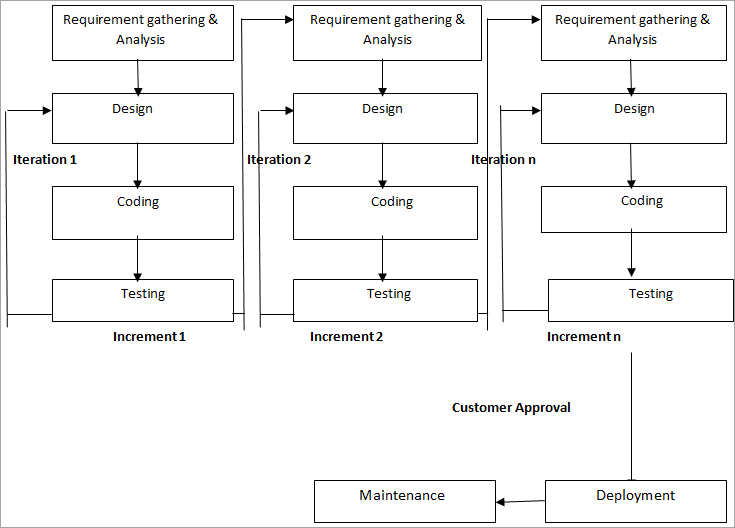 Requirement gathering &
Analysis
Requirement gathering &
Analysis
Requirement gathering &
Analysis
Design
Design
Design
Iteration 1
Iteration 2
Iteration n
Coding
Coding
Coding
Testing
Testing
Testing
Increment 1
Increment 2
Increment n
Customer Approval
Maintenance
Deployment